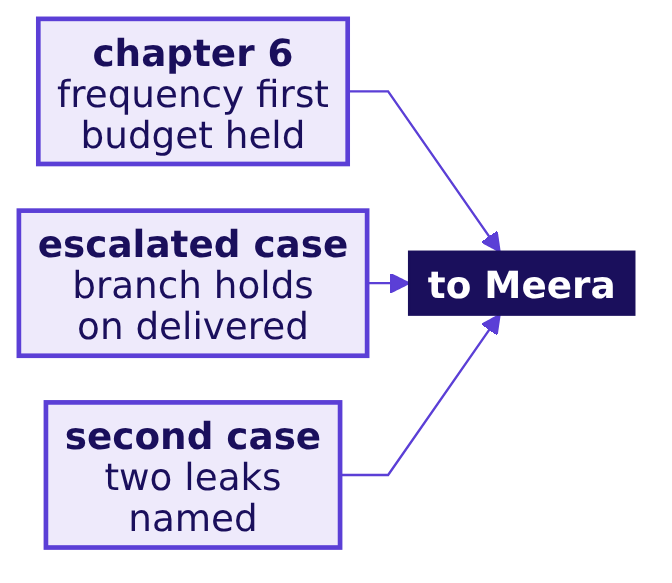 chapter 6
frequency first
budget held
escalated case
branch holds
on delivered
to Meera
second case
two leaks
named